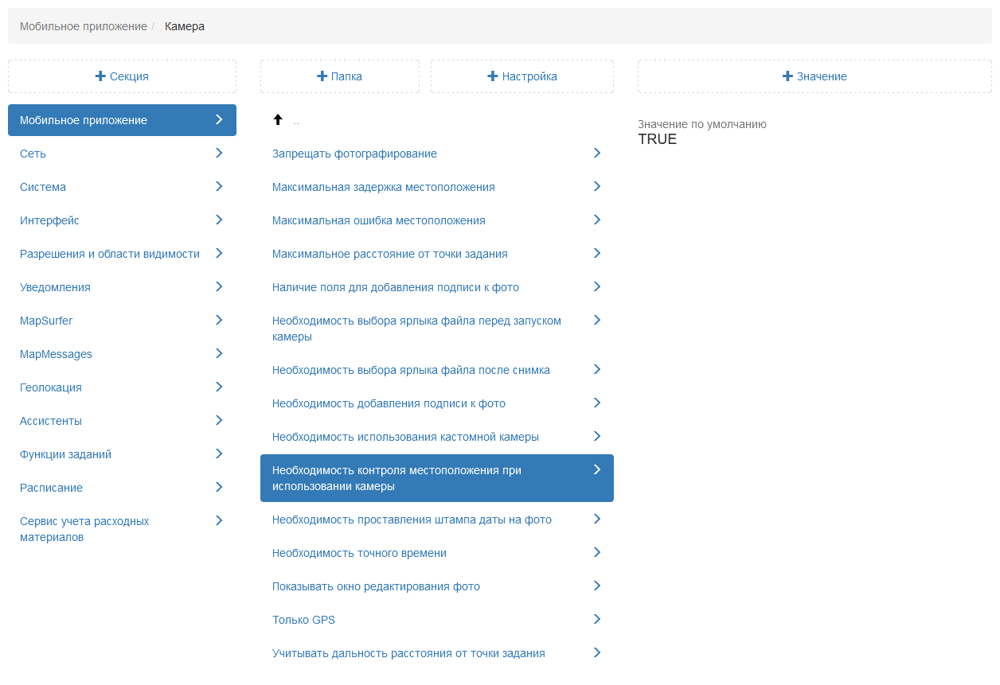 Мобильное приложение / Камера
Секция
Папка
Настройка
Значение
Мобильное приложение
Сеть
Система
Интерфейс
Разрешения и области видимости
Уведомления
MapSurfer
MapMessages
Геолокация
Ассистенты
Функции заданий
Расписание
Сервис учета расходных
материалов
..
Запрещать фотографирование
Максимальная задержка местоположения
Максимальная ошибка местоположения
Максимальное расстояние от точки задания
Наличие поля для добавления подписи к фото
Необходимость выбора ярлыка файла перед запуском
камеры
Необходимость выбора ярлыка файла после снимка
Необходимость добавления подписи к фото
Необходимость использования кастомной камеры
Необходимость контроля местоположения при
использовании камеры
Необходимость проставления штампа даты на фото
Необходимость точного времени
Показывать окно редактирования фото
Только GPS
Учитывать дальность расстояния от точки задания
Значение по умолчанию
TRUE